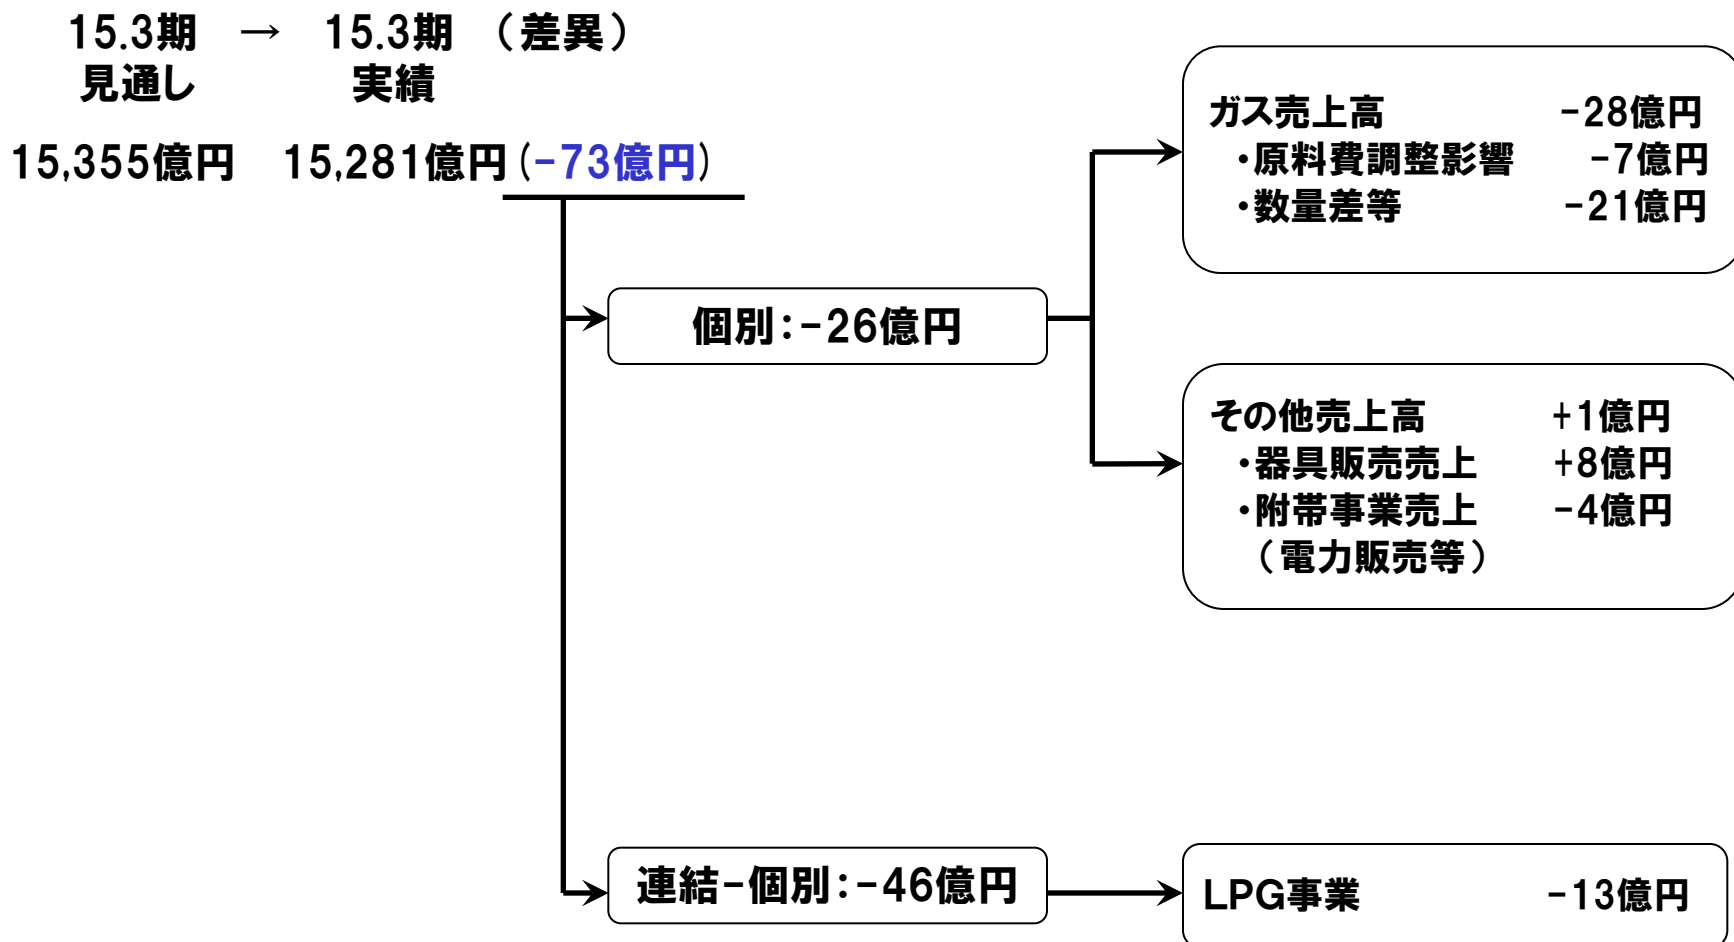 15.3期 → 15.3期 (差異)
見通し 実績
15,355億円 15,281億円(-73億円)
ガス売上高 -28億円
・原料費調整影響 -7億円
・数量差等 -21億円
個別:-26億円
その他売上高 +1億円
・器具販売売上 +8億円
・附帯事業売上 -4億円
(電力販売等)
連結-個別:-46億円
LPG事業 -13億円